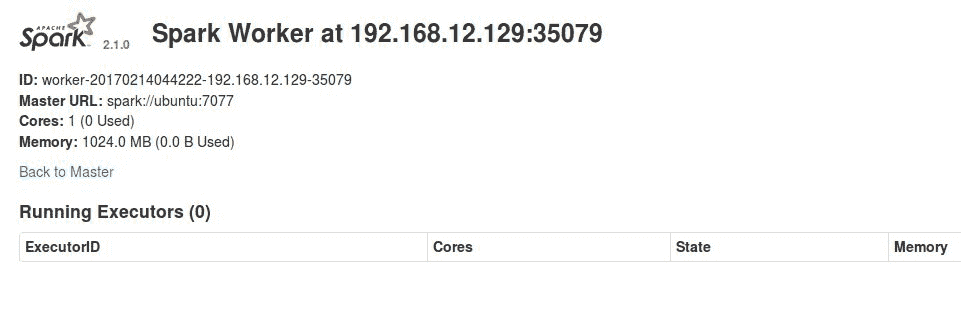 APACHE
Spark 2.1.0 Spark Worker at 192.168.12.129:35079
ID: worker-20170214044222-192.168.12.129-35079
Master URL: spark://ubuntu:7077
Cores: 1 (0 Used)
Memory: 1024.0 MB (0.0 B Used)
Back to Master
Running Executors (0)
ExecutorID Cores State Memory